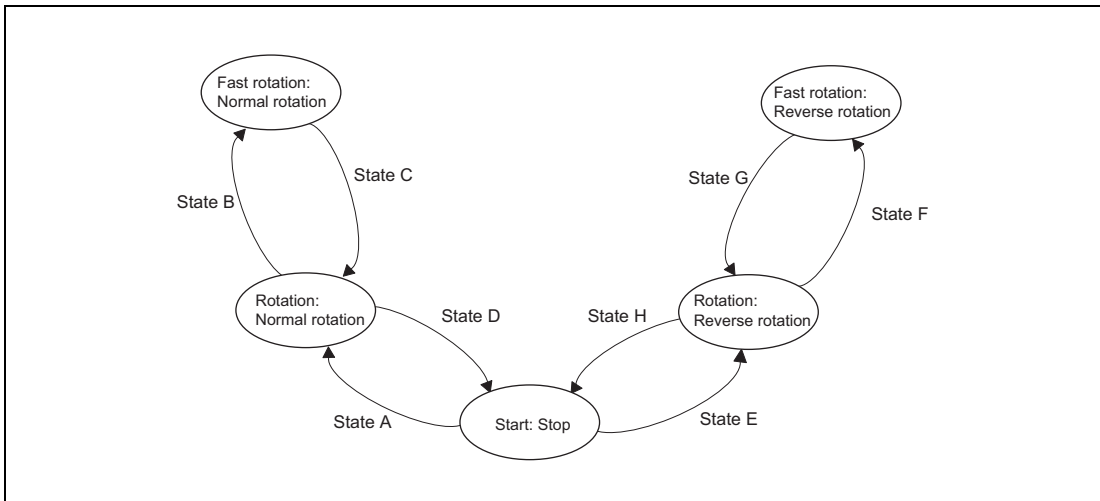 Fast rotation:
Normal rotation
Fast rotation:
Reverse rotation
State C
State G
State B
State F
Rotation:
Normal rotation
Rotation:
Reverse rotation
State D
State H
State A
Start: Stop
State E